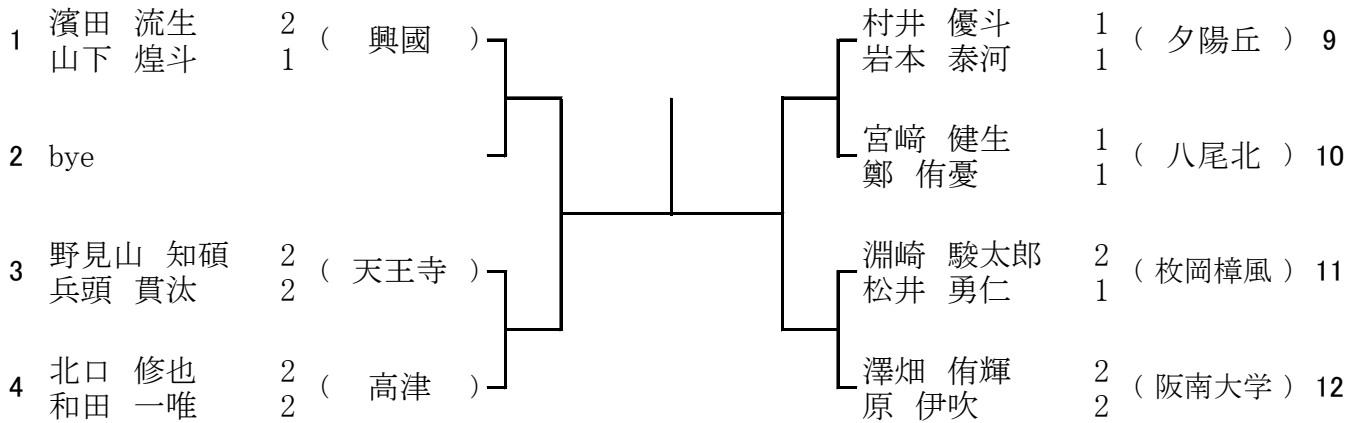 1 濱田 流生 2 ( 興國 )
山下 煌斗 1
2 bye
3 野見山 知碩 2 ( 天王寺 )
兵頭 貫汰 2
4 北口 修也 2 ( 高津 )
和田 一唯 2
村井 優斗 1 ( 夕陽丘 ) 9
岩本 泰河 1
宮﨑 健生 1 ( 八尾北 ) 10
鄭 侑憂 1
淵崎 駿太郎 2 ( 枚岡樟風 ) 11
松井 勇仁 1
澤畑 侑輝 2 ( 阪南大学 ) 12
原 伊吹 2